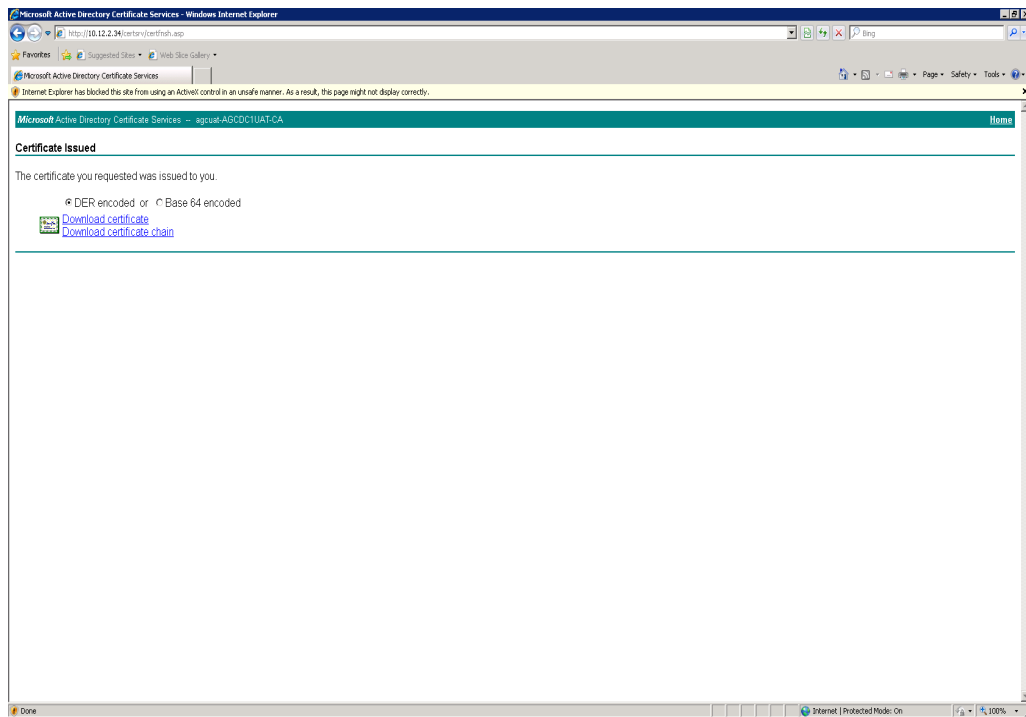 Microsoft Active Directory Certificate Services - Windows Internet Explorer
http://10.12.2.34/certsrv/certfnsh.asp
Bing
Favorites Suggested Sites Web Slice Gallery
Microsoft Active Directory Certificate Services
Page Safety Tools
Internet Explorer has blocked this site from using an ActiveX control in an unsafe manner. As a result, this page might not display correctly.
Microsoft Active Directory Certificate Services -- agcuat-AGCDC1UAT-CA Home
Certificate Issued
The certificate you requested was issued to you.
DER encoded or Base 64 encoded
Download certificate
Download certificate chain
Done Internet | Protected Mode: On 100%